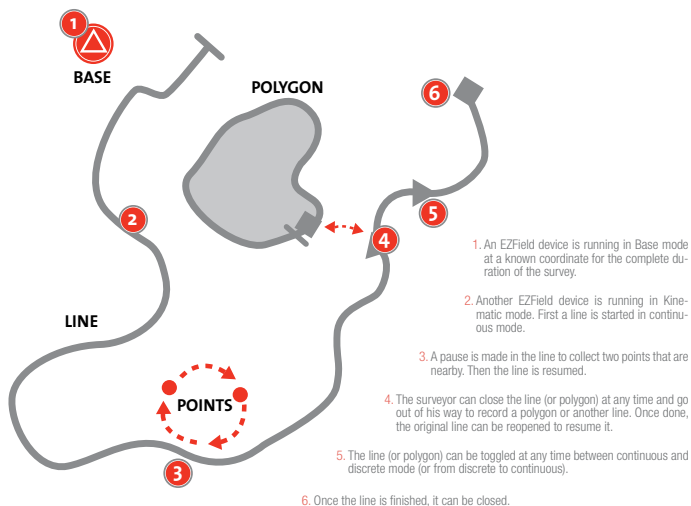 1
BASE
POLYGON
6
2
5
4
LINE
POINTS
3
1. An EZField device is running in Base mode
at a known coordinate for the complete du-
ration of the survey.
2. Another EZField device is running in Kine-
matic mode. First a line is started in continu-
ous mode.
3. A pause is made in the line to collect two points that are
nearby. Then the line is resumed.
4. The surveyor can close the line (or polygon) at any time and go
out of his way to record a polygon or another line. Once done,
the original line can be reopened to resume it.
5. The line (or polygon) can be toggled at any time between continuous and
discrete mode (or from discrete to continuous).
6. Once the line is finished, it can be closed.